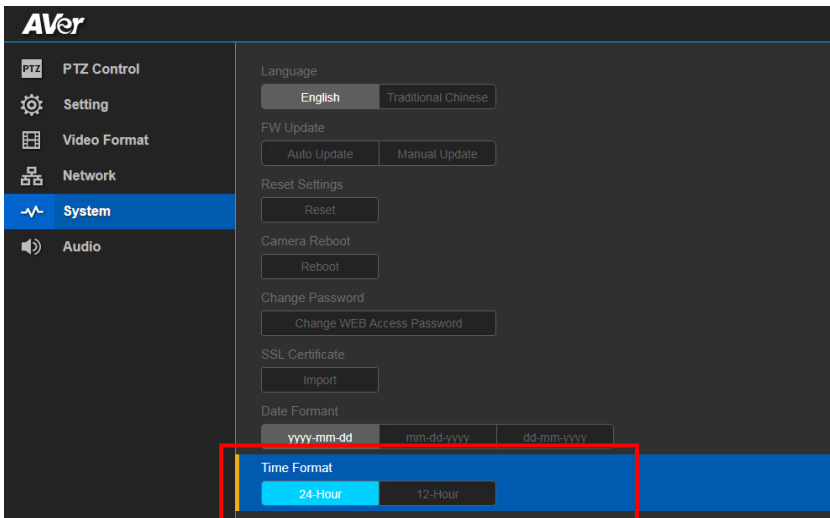 AVer
PTZ PTZ Control
Setting
Video Format
Network
System
Audio
Language
English Traditional Chinese
FW Update
Auto Update Manual Update
Reset Settings
Reset
Camera Reboot
Reboot
Change Password
Change WEB Access Password
SSL Certificate
Import
Date Formant
yyyy-mm-dd mm-dd-yyyy dd-mm-yyyy
Time Format
24-Hour 12-Hour